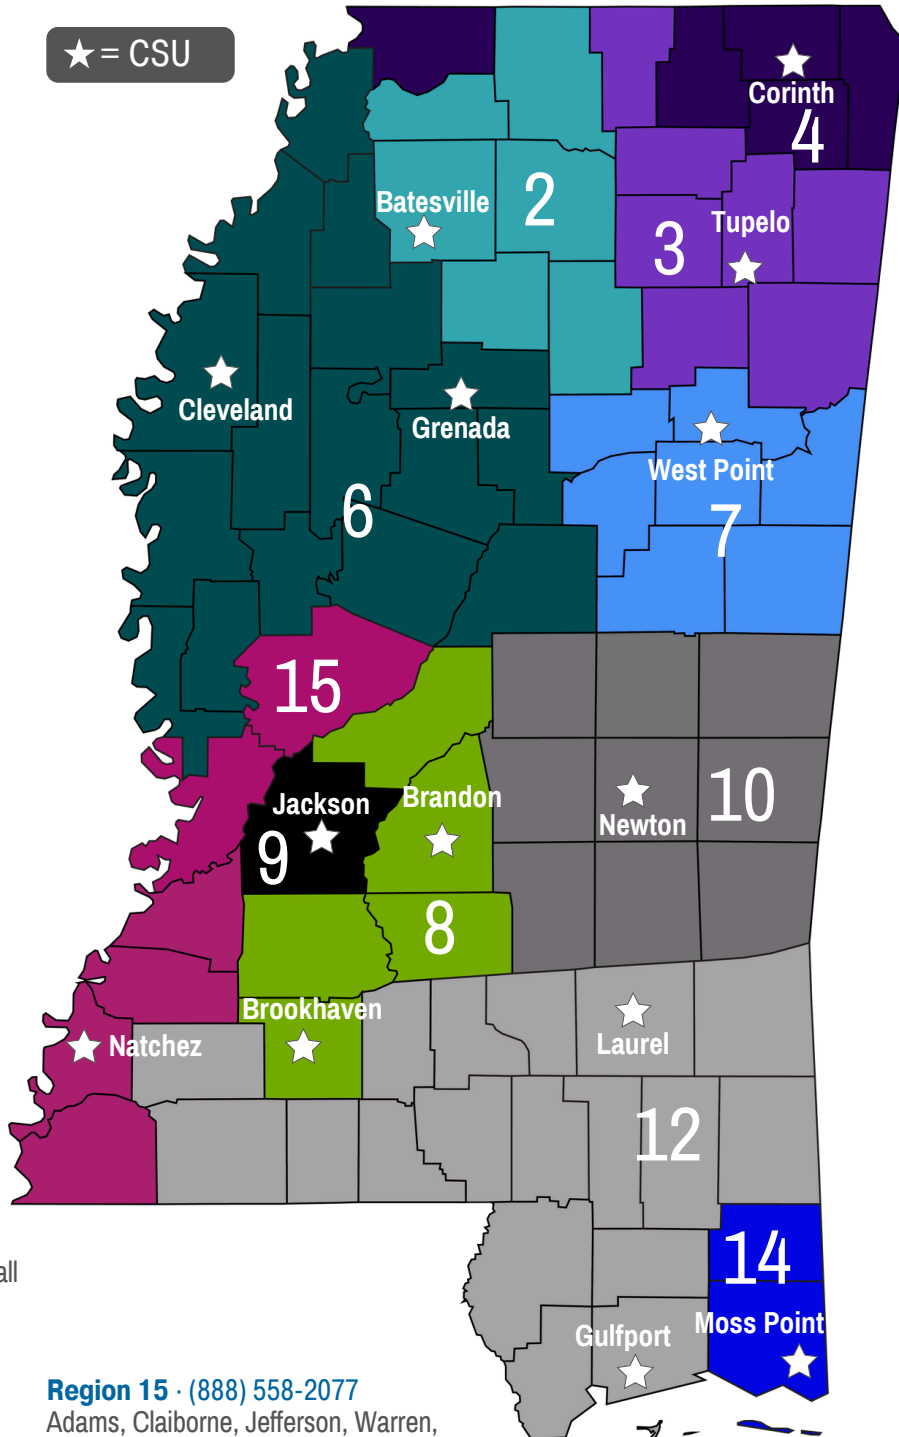 ★ = CSU
Corinth
4
Batesville
2
3
Tupelo
Cleveland
Grenada
West Point
6
7
15
Jackson
Brandon
10
Newton
9
8
Brookhaven
Natchez
Laurel
12
14
all
Moss Point
Gulfport
Region 15 · (888) 558-2077
Adams, Claiborne, Jefferson, Warren,